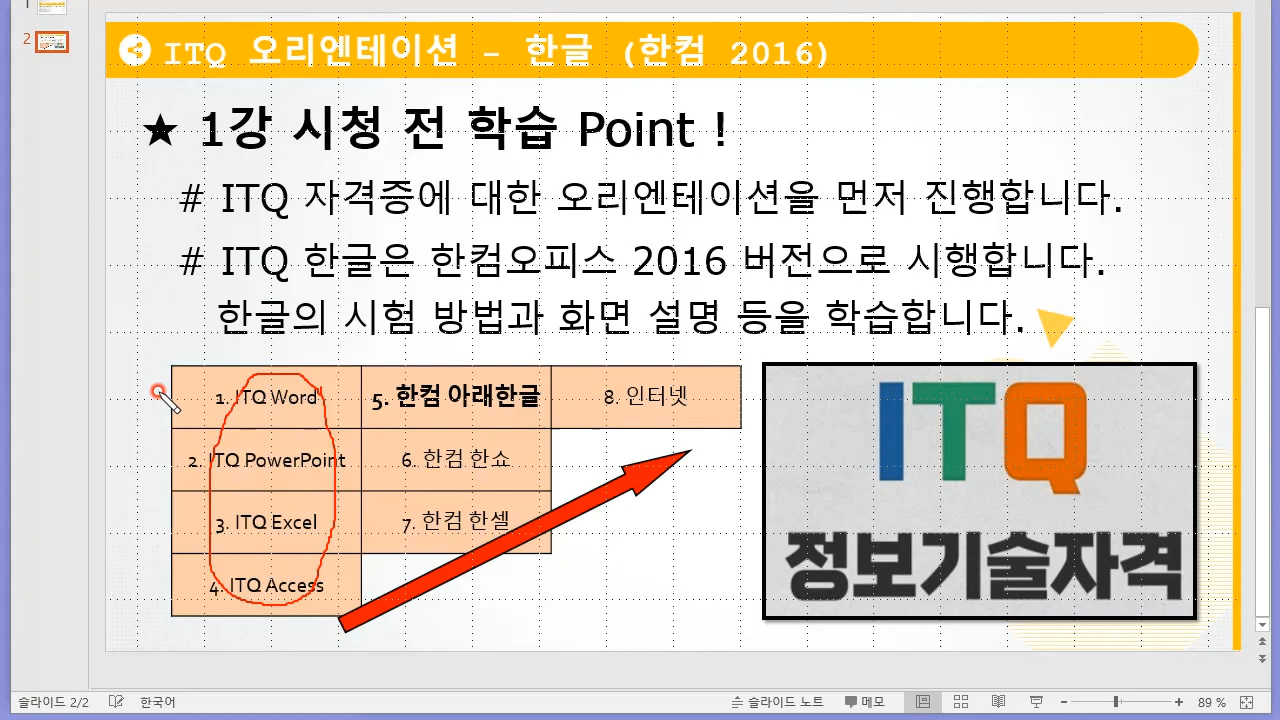 1
2
ITQ 오리엔테이션 - 한글 (한컴 2016)
★ 1강 시청 전 학습 Point !
# ITQ 자격증에 대한 오리엔테이션을 먼저 진행합니다.
# ITQ 한글은 한컴오피스 2016 버전으로 시행합니다.
한글의 시험 방법과 화면 설명 등을 학습합니다.
1. ITQ Word 5. 한컴 아래한글 8. 인터넷
2. ITQ PowerPoint 6. 한컴 한쇼
3. ITQ Excel 7. 한컴 한셀
4. ITQ Access
ITQ
정보기술자격
슬라이드 2/2 한국어 슬라이드 노트 메모 89 %